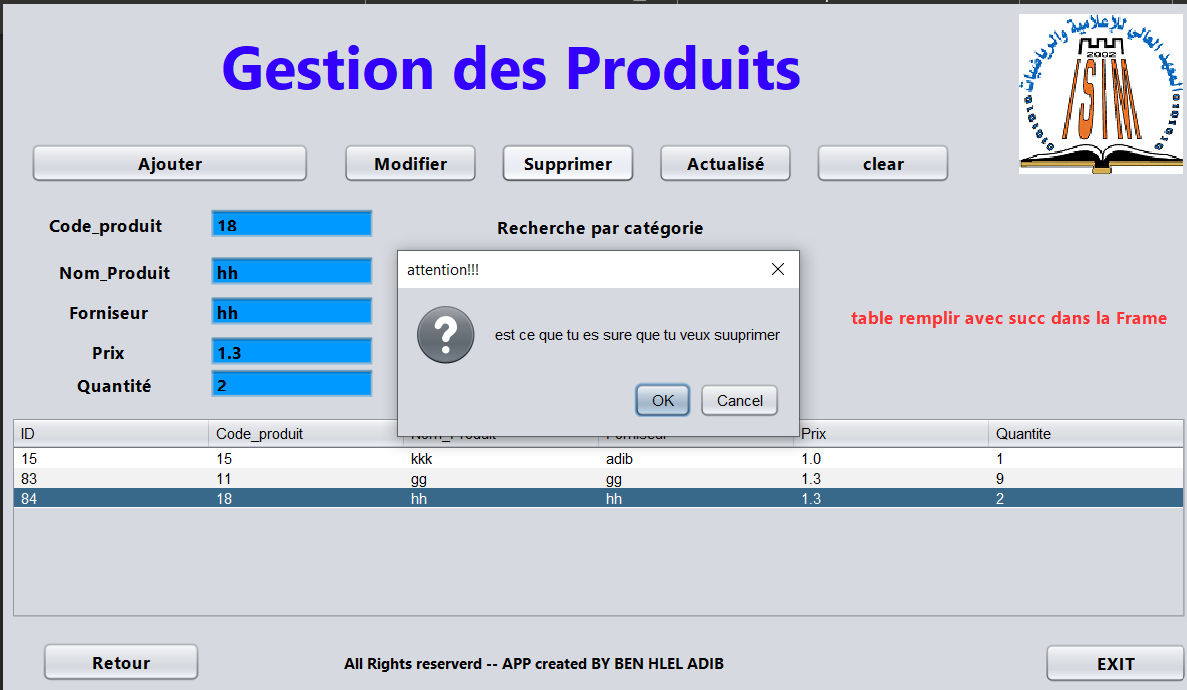 Gestion des Produits
المعهد العالي للإعلامية والرياضيات
2002
ISIM
Ajouter
Modifier
Supprimer
Actualisé
clear
Code_produit
18
Recherche par catégorie
Nom_Produit
hh
Forniseur
hh
Prix
1.3
Quantité
2
attention!!!
est ce que tu es sure que tu veux suuprimer
OK
Cancel
table remplir avec succ dans la Frame
ID Code_produit Nom_Produit Forniseur Prix Quantite
15 15 kkk adib 1.0 1
83 11 gg gg 1.3 9
84 18 hh hh 1.3 2
Retour
All Rights reserverd -- APP created BY BEN HLEL ADIB
EXIT